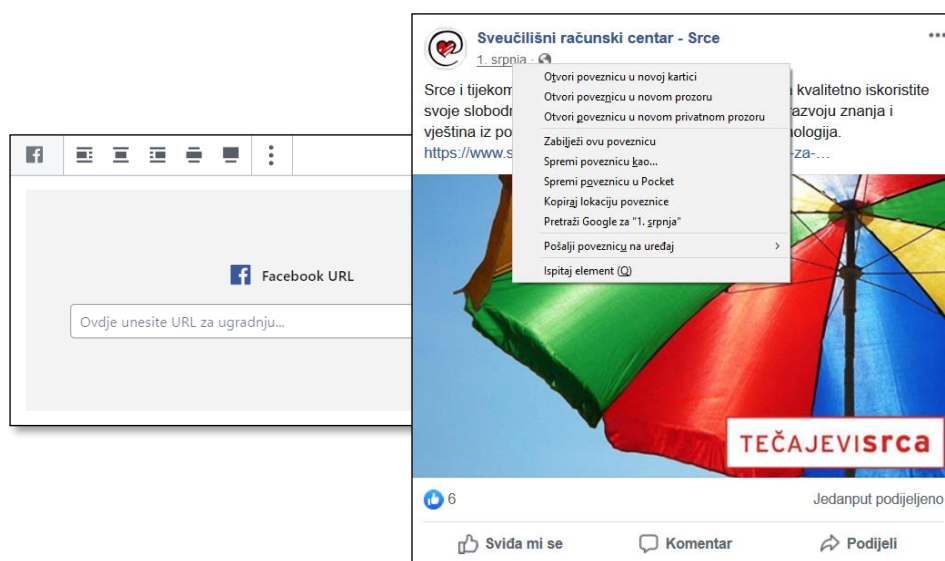 Facebook URL
Ovdje unesite URL za ugradnju...
Sveučilišni računski centar - Srce
1. srpnja
Srce i tijekom kvalitetno iskoristite
svoje slobodn razvoju znanja i
vještina iz po nologija.
https://www.s -za-...
Otvori poveznicu u novoj kartici
Otvori poveznicu u novom prozoru
Otvori poveznicu u novom privatnom prozoru
Zabilježi ovu poveznicu
Spremi poveznicu kao...
Spremi poveznicu u Pocket
Kopiraj lokaciju poveznice
Pretraži Google za "1. srpnja"
Pošalji poveznicu na uređaj
Ispitaj element (Q)
TEČAJEVIsrca
6
Jedanput podijeljeno
Sviđa mi se
Komentar
Podijeli